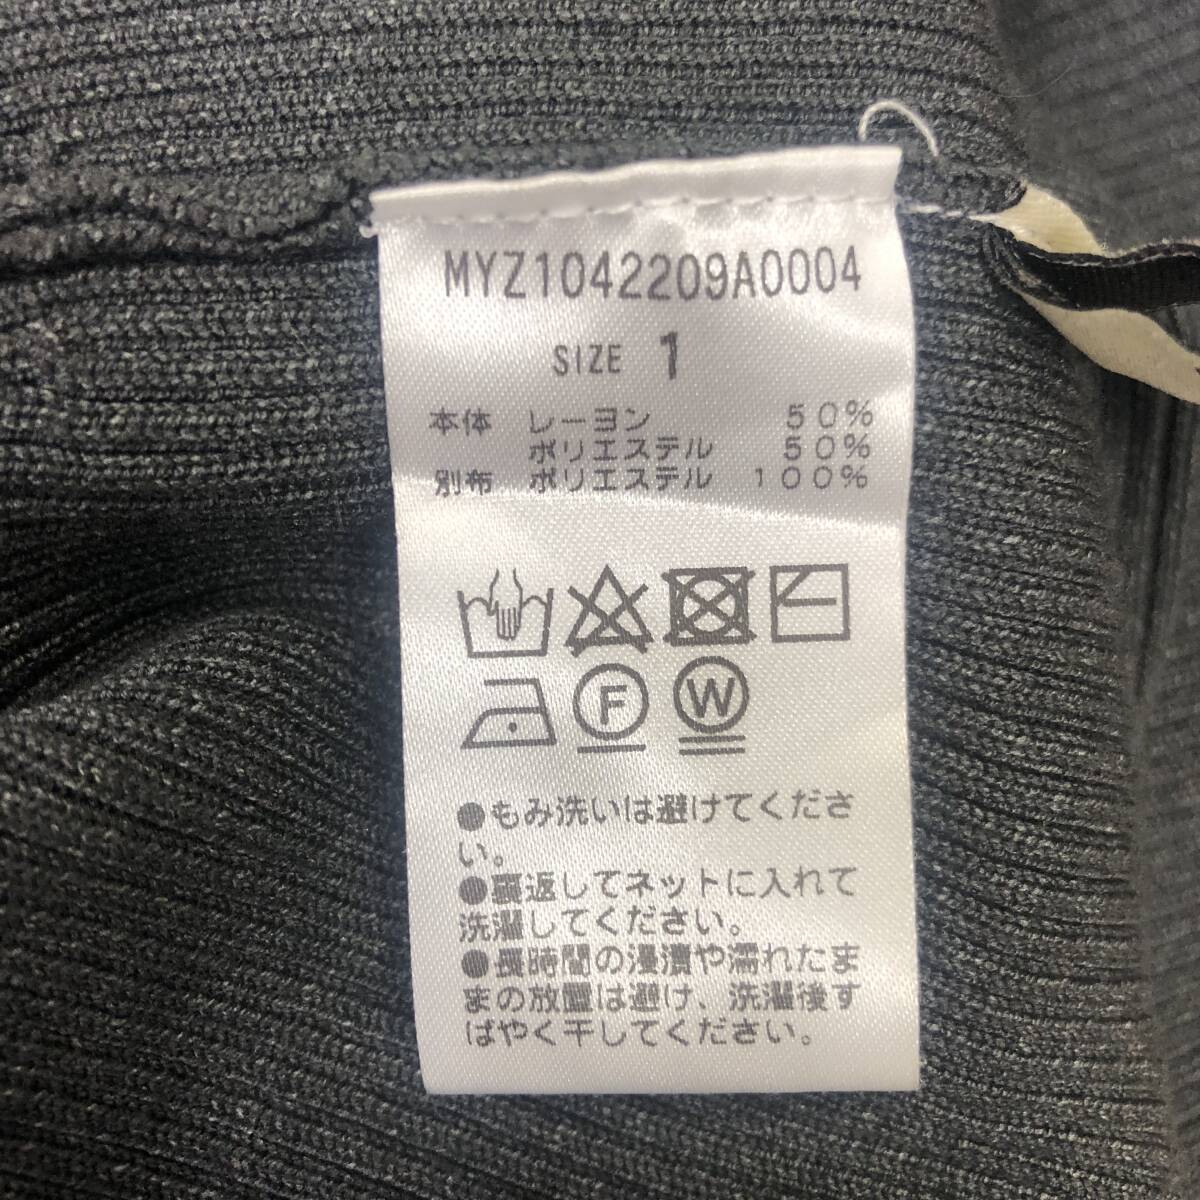 MYZ1042209A0004
SIZE 1
本体 レーヨン 50%
ポリエステル 50%
別布 ポリエステル 100%
F W
●もみ洗いは避けてくださ
い。
●裏返してネットに入れて
洗濯してください。
●長時間の浸漬や濡れたま
まの放置は避け、洗濯後す
ばやく干してください。